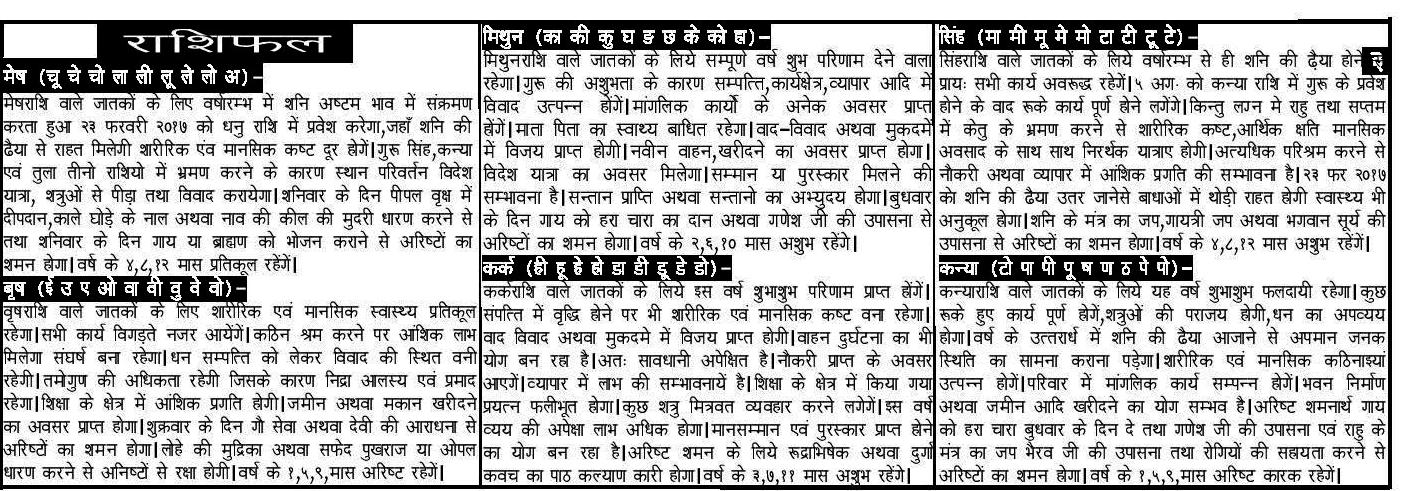 राशिफल
मेष (चू चे चो ला ली लू ले लो अ)–
मेषराशि वाले जातकों के लिए वर्षारम्भ में शनि अष्टम भाव में संक्रमण
करता हुआ २३ फरवरी २०१७ को धनु राशि में प्रवेश करेगा,जहाँ शनि की
ढैया से राहत मिलेगी शारीरिक एंव मानसिक कष्ट दूर होगें|गुरू सिंह,कन्या
एवं तुला तीनो राशियो में भ्रमण करने के कारण स्थान परिवर्तन विदेश
यात्रा, शत्रुओं से पीड़ा तथा विवाद करायेगा|शनिवार के दिन पीपल वृक्ष में
दीपदान,काले घोड़े के नाल अथवा नाव की कील की मुदरी धारण करने से
तथा शनिवार के दिन गाय या ब्राह्मण को भोजन कराने से अरिष्टों का
शमन होगा|वर्ष के ४,८,१२ मास प्रतिकूल रहेंगें|
बृष (ई उ ए ओ वा वी वु वे वो)–
वृषराशि वाले जातकों के लिए शारीरिक एवं मानसिक स्वास्थ्य प्रतिकूल
रहेगा|सभी कार्य विगड़ते नजर आयेंगें|कठिन श्रम करने पर आंशिक लाभ
मिलेगा संघर्ष बना रहेगा|धन सम्पत्ति को लेकर विवाद की स्थित वनी
रहेगी|तमोगुण की अधिकता रहेगी जिसके कारण निद्रा आलस्य एवं प्रमाद
रहेगा|शिक्षा के क्षेत्र में आंशिक प्रगति होगी|जमीन अथवा मकान खरीदने
का अवसर प्राप्त होगा|शुक्रवार के दिन गौ सेवा अथवा देवी की आराधना से
अरिष्टों का शमन होगा|लोहे की मुद्रिका अथवा सफेद पुखराज या ओपल
धारण करने से अनिष्टों से रक्षा होगी|वर्ष के १,५,९,मास अरिष्ट रहेगें|
मिथुन (का की कु घ ङ छ के को हा)–
मिथुनराशि वाले जातकों के लिये सम्पूर्ण वर्ष शुभ परिणाम देने वाला
रहेगा|गुरू की अशुभता के कारण सम्पत्ति,कार्यक्षेत्र,व्यापार आदि में
विवाद उत्पन्न होंगें|मांगलिक कार्यो के अनेक अवसर प्राप्त
होंगें|माता पिता का स्वाथ्य बाधित रहेगा|वाद–विवाद अथवा मुकदमें
में विजय प्राप्त होगी|नवीन वाहन,खरीदने का अवसर प्राप्त होगा|
विदेश यात्रा का अवसर मिलेगा|सम्मान या पुरस्कार मिलने की
सम्भावना है|सन्तान प्राप्ति अथवा सन्तानो का अभ्युदय होगा|बुधवार
के दिन गाय को हरा चारा का दान अथवा गणेश जी की उपासना से
अरिष्टों का शमन होगा|वर्ष के २,६,१० मास अशुभ रहेंगे|
कर्क (ही हू हे हो डा डी डू डे डो)–
कर्कराशि वाले जातकों के लिये इस वर्ष शुभाशुभ परिणाम प्राप्त होंगें|
संपत्ति में वृद्धि होने पर भी शारीरिक एवं मानसिक कष्ट वना रहेगा|
वाद विवाद अथवा मुकदमे में विजय प्राप्त होगी|वाहन दुर्घटना का भी
योग बन रहा है|अतः सावधानी अपेक्षित है|नौकरी प्राप्त के अवसर
आएगें|व्यापार में लाभ की सम्भावनायें है|शिक्षा के क्षेत्र में किया गया
प्रयत्न फलीभूत होगा|कुछ शत्रु मित्रवत व्यवहार करने लगेगें|इस वर्ष
व्यय की अपेक्षा लाभ अधिक होगा|मानसम्मान एवं पुरस्कार प्राप्त होने
का योग बन रहा है|अरिष्ट शमन के लिये रूद्राभिषेक अथवा दुर्गा
कवच का पाठ कल्याण कारी होगा|वर्ष के ३,७,११ मास अशुभ रहेंगें|
सिंह (मा मी मू मे मो टा टी टू टे)–
३
सिंहराशि वाले जातकों के लिये वर्षारम्भ से ही शनि की ढ़ैया होने से
प्रायः सभी कार्य अवरूद्ध रहेगें|५ अगः को कन्या राशि में गुरू के प्रवेश
होने के वाद रूके कार्य पूर्ण होने लगेंगे|किन्तु लग्न मे राहु तथा सप्तम
में केतु के भ्रमण करने से शारीरिक कष्ट,आर्थिक क्षति मानसिक
अवसाद के साथ साथ निरर्थक यात्राए होगी|अत्यधिक परिश्रम करने से
नौकरी अथवा व्यापार में आंशिक प्रगति की सम्भावना है|२३ फर २०१७
को शनि की ढैया उतर जानेसे बाधाओं में थोड़ी राहत होगी स्वास्थ्य भी
अनुकूल होगा|शनि के मंत्र का जप,गायत्री जप अथवा भगवान सूर्य की
उपासना से अरिष्टों का शमन होगा|वर्ष के ४,८,१२ मास अशुभ रहेंगें|
कन्या (टो पा पी पू ष ण ठ पे पो)–
कन्याराशि वाले जातकों के लिये यह वर्ष शुभाशुभ फलदायी रहेगा|कुछ
रूके हुए कार्य पूर्ण होगें,शत्रुओं की पराजय होगी,धन का अपव्यय
होगा|वर्ष के उत्तरार्ध में शनि की ढैया आजाने से अपमान जनक
स्थिति का सामना कराना पड़ेगा|शारीरिक एवं मानसिक कठिनाइयां
उत्पन्न होगें|परिवार में मांगलिक कार्य सम्पन्न होगें|भवन निर्माण
अथवा जमीन आदि खरीदने का योग सम्भव है|अरिष्ट शमनार्थ गाय
को हरा चारा बुधवार के दिन दे तथा गणेश जी की उपासना एवं राहु के
मंत्र का जप भैरव जी की उपासना तथा रोगियों की सहायता करने से
अरिष्टों का शमन होगा|वर्ष के १,५,९,मास अरिष्ट कारक रहेगें|